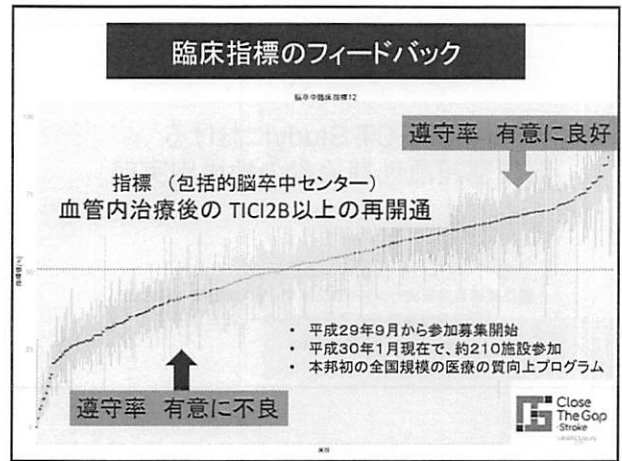 臨床指標のフィードバック
脳卒中臨床指標12
100
遵守率 有意に良好
75
指標 (包括的脳卒中センター)
血管内治療後の TICI2B以上の再開通
50
25
0
・ 平成29年9月から参加募集開始
・ 平成30年1月現在で、約210施設参加
・ 本邦初の全国規模の医療の質向上プログラム
遵守率 有意に不良
Close
The Gap
-Stroke